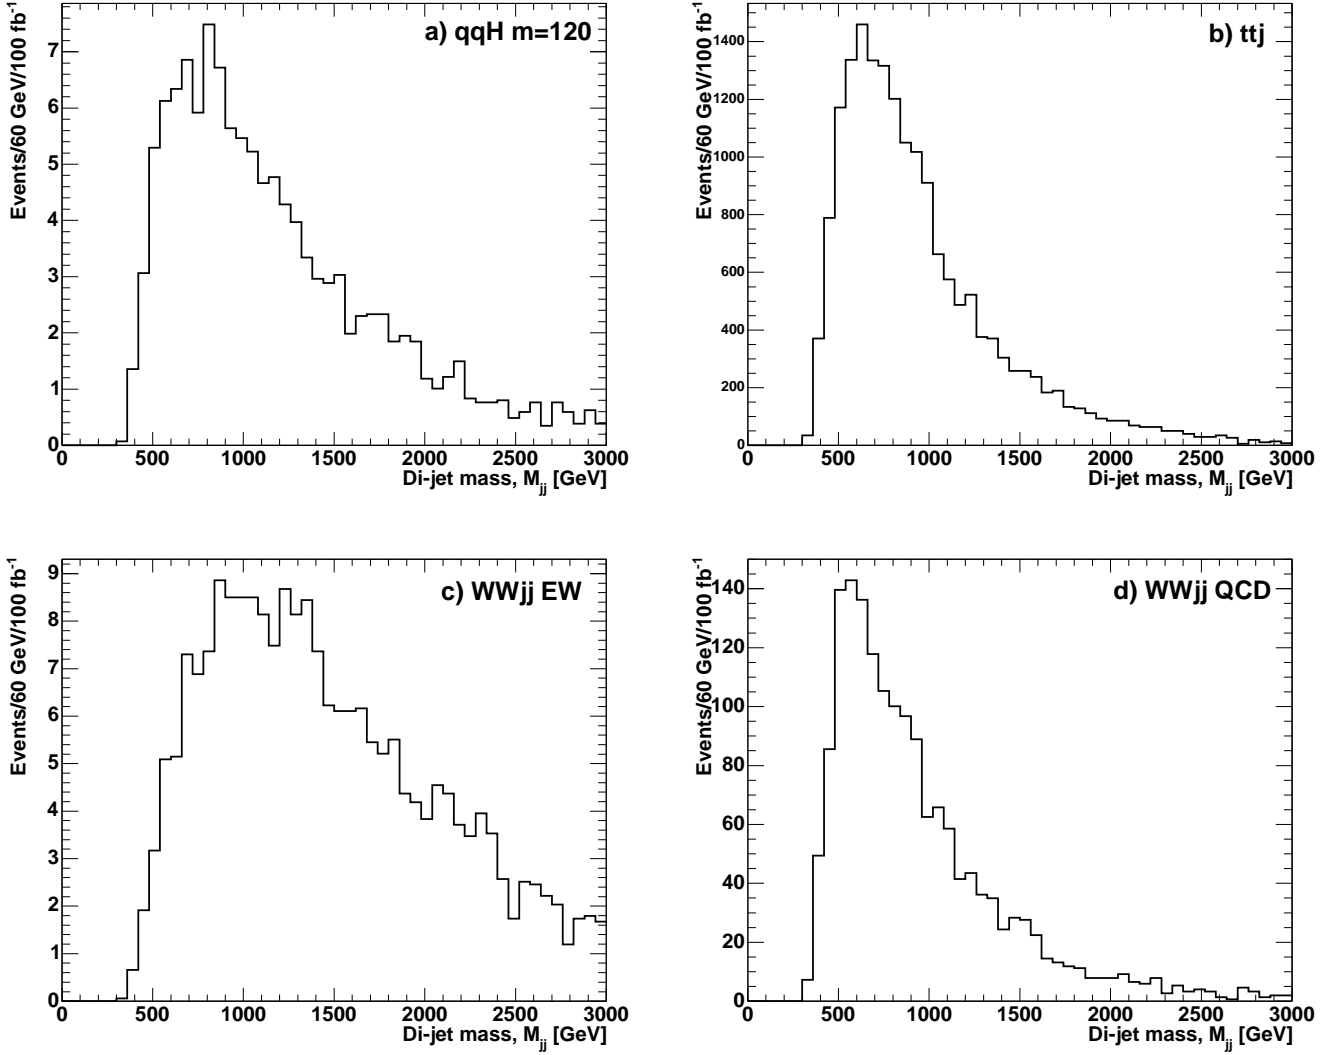 a) qqH m=120
Events/60 GeV/100 fb-1
7
6
5
4
3
2
1
0
0 500 1000 1500 2000 2500 3000
Di-jet mass, Mjj [GeV]
b) ttj
Events/60 GeV/100 fb-1
1400
1200
1000
800
600
400
200
0
0 500 1000 1500 2000 2500 3000
Di-jet mass, Mjj [GeV]
c) WWjj EW
Events/60 GeV/100 fb-1
9
8
7
6
5
4
3
2
1
0
0 500 1000 1500 2000 2500 3000
Di-jet mass, Mjj [GeV]
d) WWjj QCD
Events/60 GeV/100 fb-1
140
120
100
80
60
40
20
0
0 500 1000 1500 2000 2500 3000
Di-jet mass, Mjj [GeV]